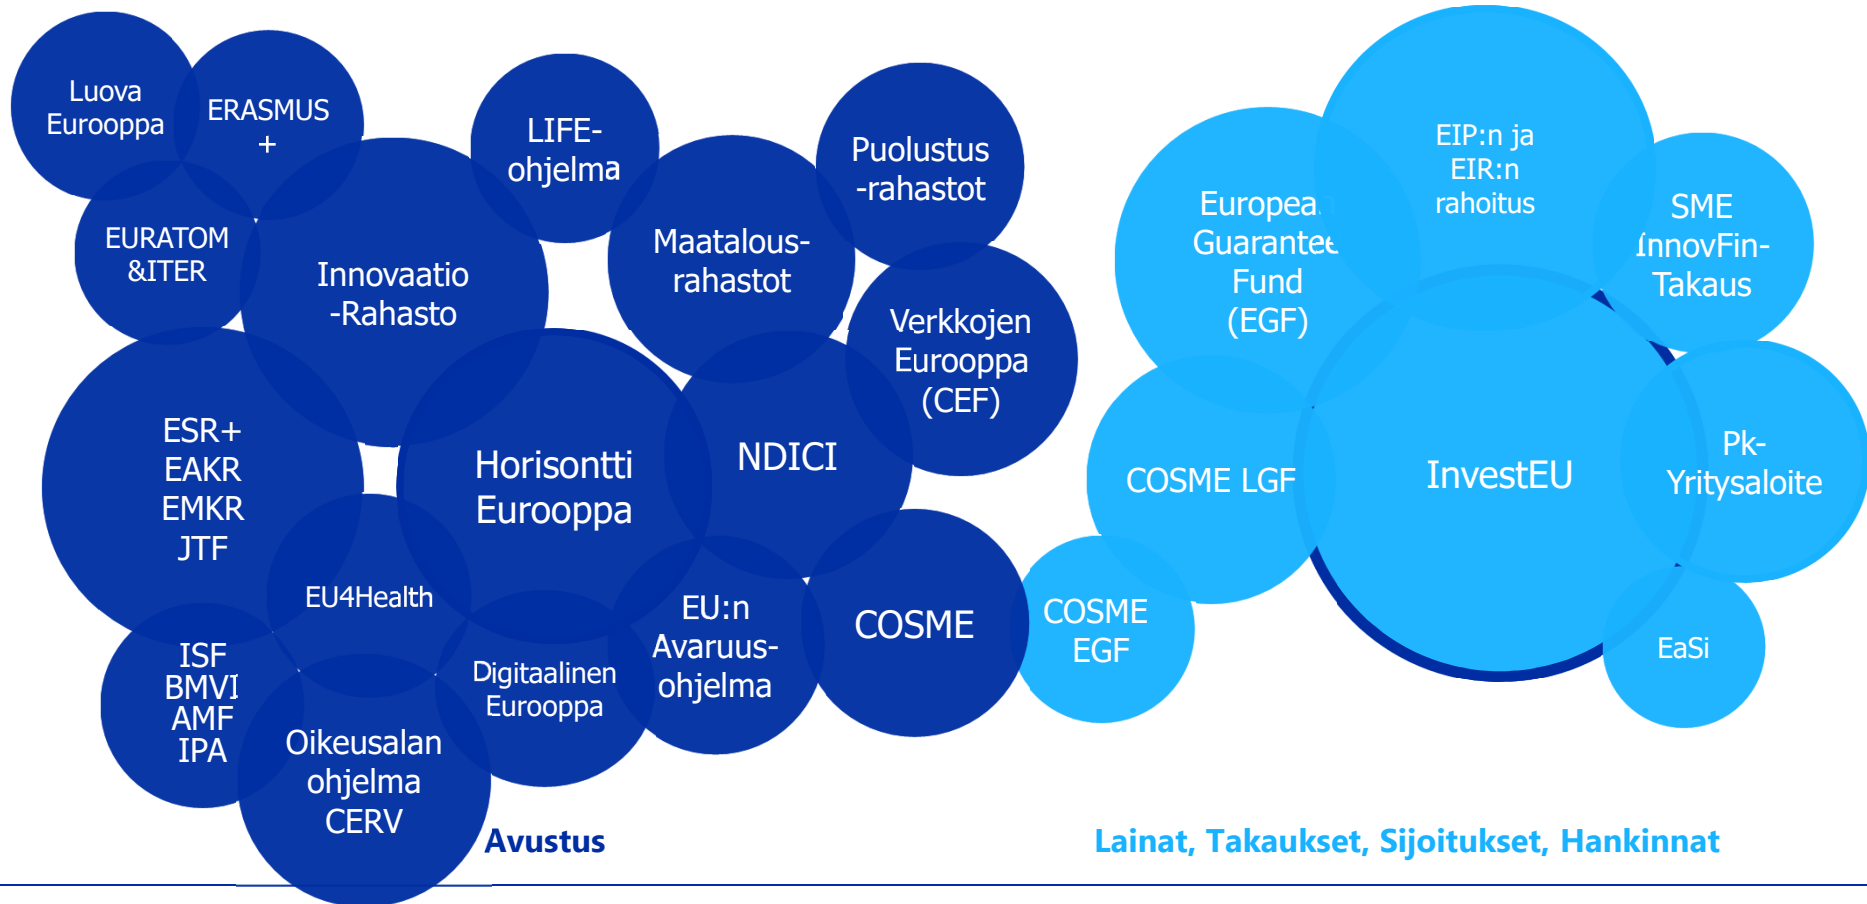 Luova
Eurooppa
ERASMUS
+
EURATOM
&ITER
Innovaatio
-Rahasto
LIFE-
ohjelma
Maatalous-
rahastot
Puolustus
-rahastot
Verkkojen
Eurooppa
(CEF)
ESR+
EAKR
EMKR
JTF
Horisontti
Eurooppa
NDICI
EU4Health
ISF
BMVI
AMF
IPA
Oikeusalan
ohjelma
CERV
Digitaalinen
Eurooppa
EU:n
Avaruus-
ohjelma
COSME
Avustus
European
Guarantee
Fund
(EGF)
EIP:n ja
EIR:n
rahoitus
SME
InnovFin-
Takaus
COSME LGF
InvestEU
Pk-
Yritysaloite
COSME
EGF
EaSi
Lainat, Takaukset, Sijoitukset, Hankinnat